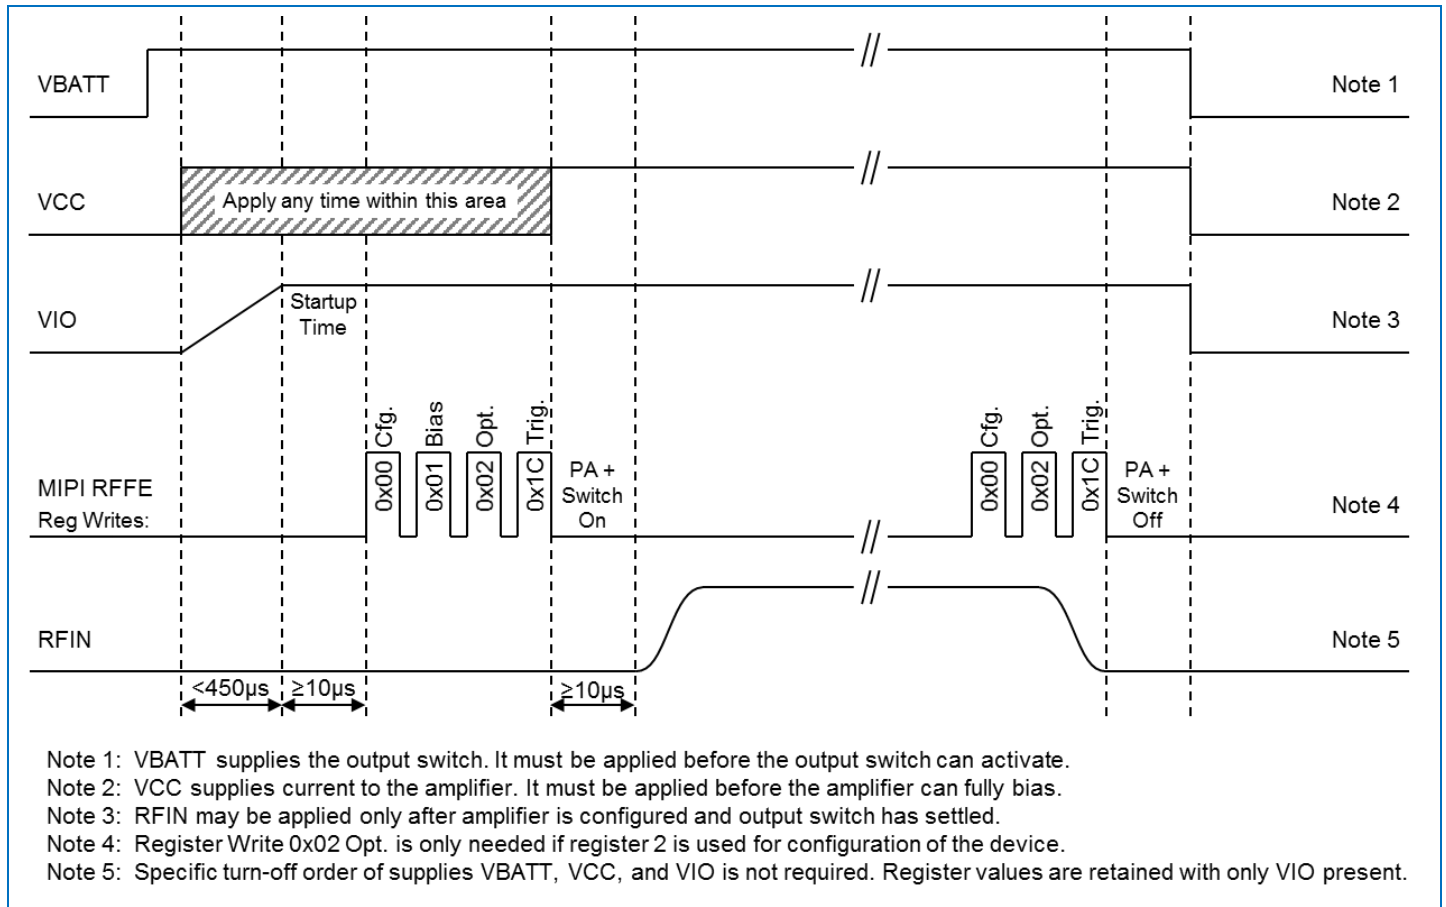 VBATT
Note 1
VCC
Apply any time within this area
Note 2
VIO
Startup
Time
Note 3
MIPI RFFE
Reg Writes:
0x00 Cfg.
0x01 Bias
0x02 Opt.
0x1C Trig.
PA +
Switch
On
0x00 Cfg.
0x02 Opt.
0x1C Trig.
PA +
Switch
Off
Note 4
RFIN
Note 5
<450µs
≥10µs
≥10µs
Note 1: VBATT supplies the output switch. It must be applied before the output switch can activate.
Note 2: VCC supplies current to the amplifier. It must be applied before the amplifier can fully bias.
Note 3: RFIN may be applied only after amplifier is configured and output switch has settled.
Note 4: Register Write 0x02 Opt. is only needed if register 2 is used for configuration of the device.
Note 5: Specific turn-off order of supplies VBATT, VCC, and VIO is not required. Register values are retained with only VIO present.